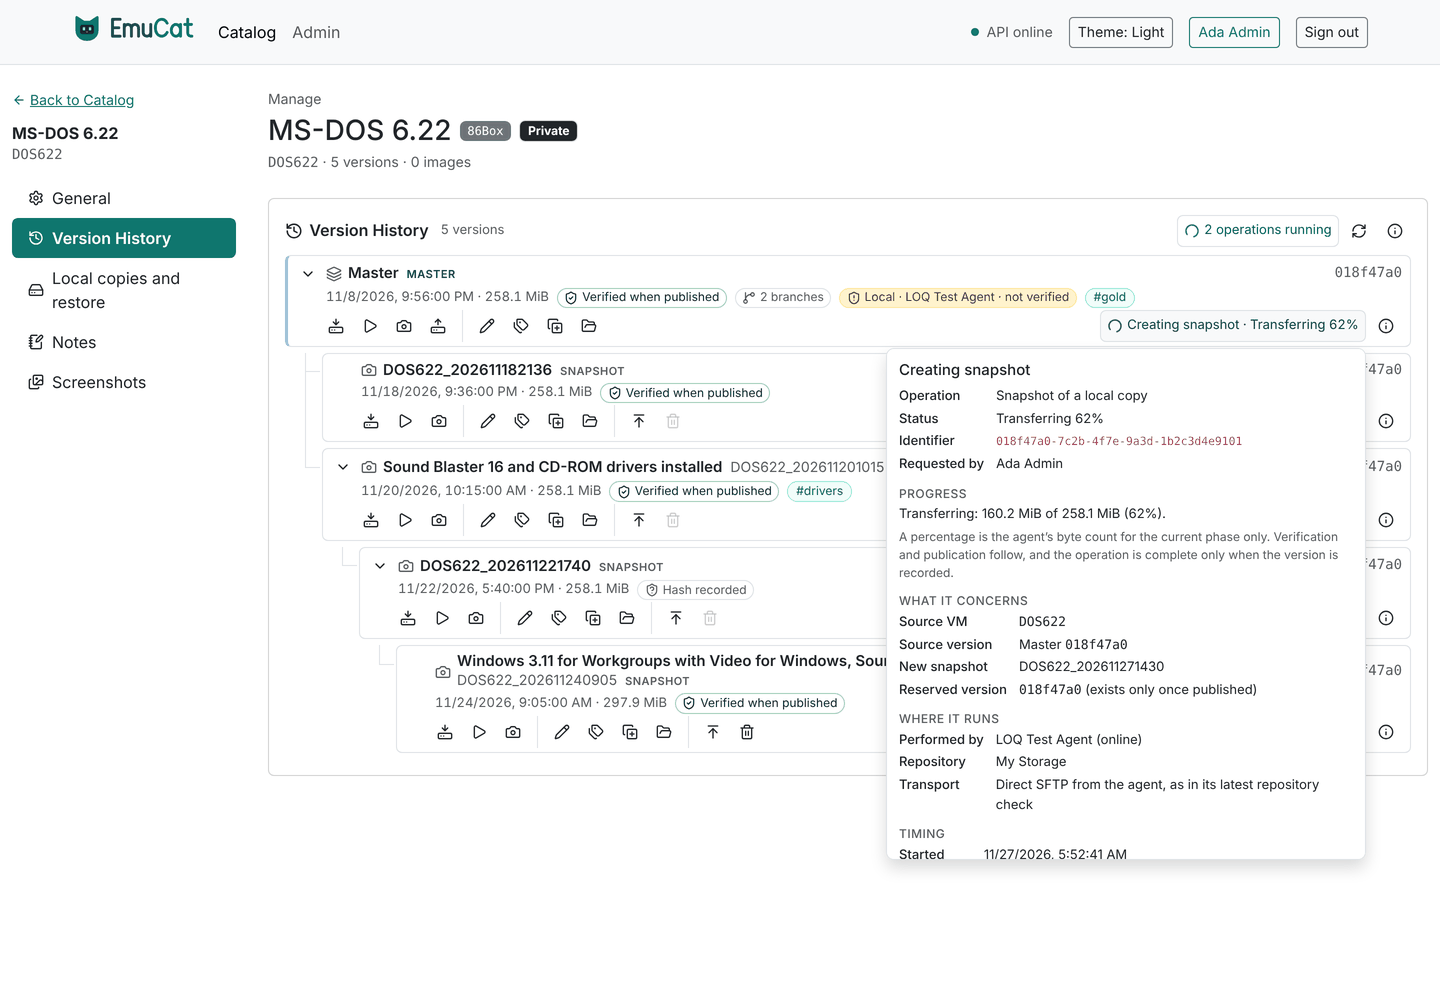 EmuCat
Catalog
Admin
API online
Theme: Light
Ada Admin
Sign out
← Back to Catalog
MS-DOS 6.22
DOS622
General
Version History
Local copies and
restore
Notes
Screenshots
Manage
MS-DOS 6.22 86Box Private
DOS622 · 5 versions · 0 images
Version History 5 versions
2 operations running
Master MASTER
018f47a0
11/8/2026, 9:56:00 PM · 258.1 MiB Verified when published 2 branches Local · LOQ Test Agent · not verified #gold
Creating snapshot · Transferring 62%
DOS622_202611182136 SNAPSHOT
11/18/2026, 9:36:00 PM · 258.1 MiB Verified when published
Sound Blaster 16 and CD-ROM drivers installed DOS622_202611201015
11/20/2026, 10:15:00 AM · 258.1 MiB Verified when published #drivers
DOS622_202611221740 SNAPSHOT
11/22/2026, 5:40:00 PM · 258.1 MiB Hash recorded
Windows 3.11 for Workgroups with Video for Windows,
DOS622_202611240905 SNAPSHOT
11/24/2026, 9:05:00 AM · 297.9 MiB Verified when published
Creating snapshot
Operation Snapshot of a local copy
Status Transferring 62%
Identifier 018f47a0-7c2b-4f7e-9a3d-1b2c3d4e9101
Requested by Ada Admin
PROGRESS
Transferring: 160.2 MiB of 258.1 MiB (62%).
A percentage is the agent’s byte count for the current phase only. Verification
and publication follow, and the operation is complete only when the version is
recorded.
WHAT IT CONCERNS
Source VM DOS622
Source version Master 018f47a0
New snapshot DOS622_202611271430
Reserved version 018f47a0 (exists only once published)
WHERE IT RUNS
Performed by LOQ Test Agent (online)
Repository My Storage
Transport Direct SFTP from the agent, as in its latest repository
check
TIMING
Started 11/27/2026, 5:52:41 AM